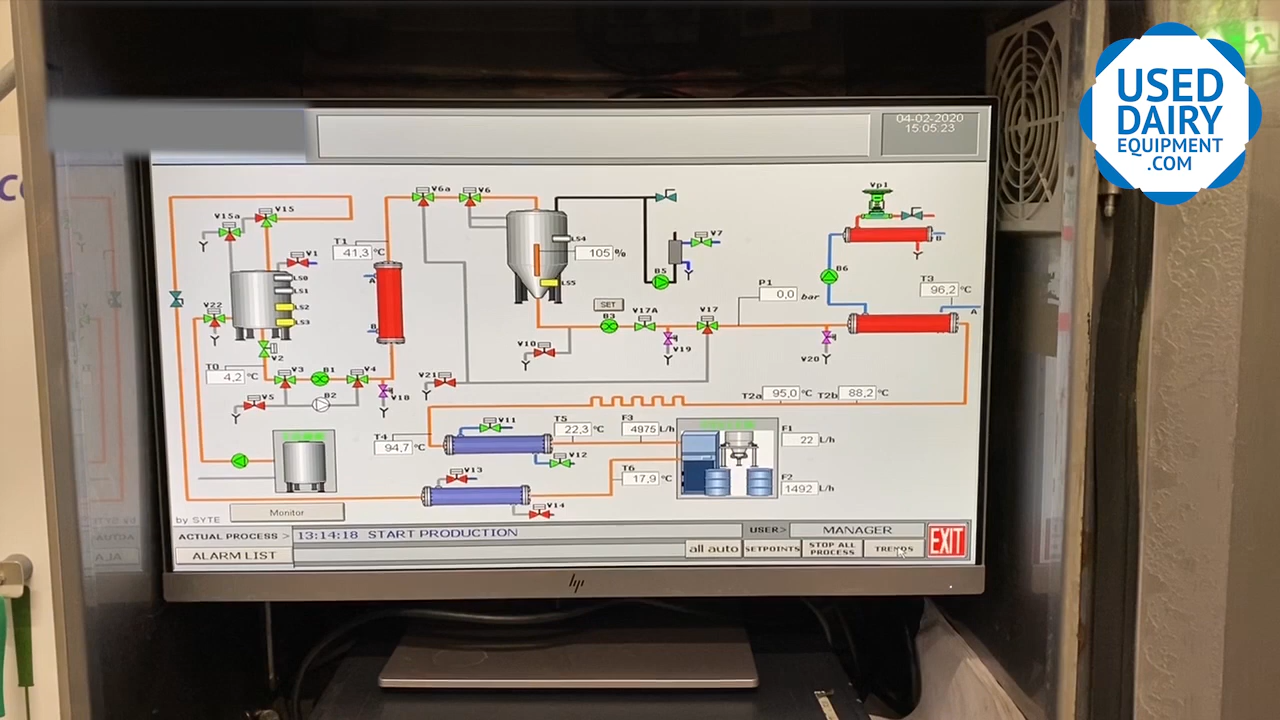 USED
DAIRY
EQUIPMENT
.COM
04-02-2020
15:05:23
V6a
V6
Vp1
V15a
V15
LS4
V7
B
T1
41,3 °C
V1
105 %
LS0
A
LS1
LS5
B5
B6
T3
96,2 °C
P1
0,0 bar
A
V22
LS2
LS3
SET
B3
V17A
V17
B
V10
V19
V20
V2
T0
4,2 °C
V3
B1
V4
V21
V5
B2
V18
T2a
95,0 °C
T2b
88,2 °C
V11
T5
22,3 °C
F3
4975 L/h
F1
22 L/h
T4
94,7 °C
V12
V13
T6
17,9 °C
F2
1492 L/h
V14
by SYTE
Monitor
ACTUAL PROCESS >
13:14:18 START PRODUCTION
USER>
MANAGER
EXIT
ALARM LIST
all auto
SETPOINTS
STOP ALL
PROCESS
TRENDS
hp